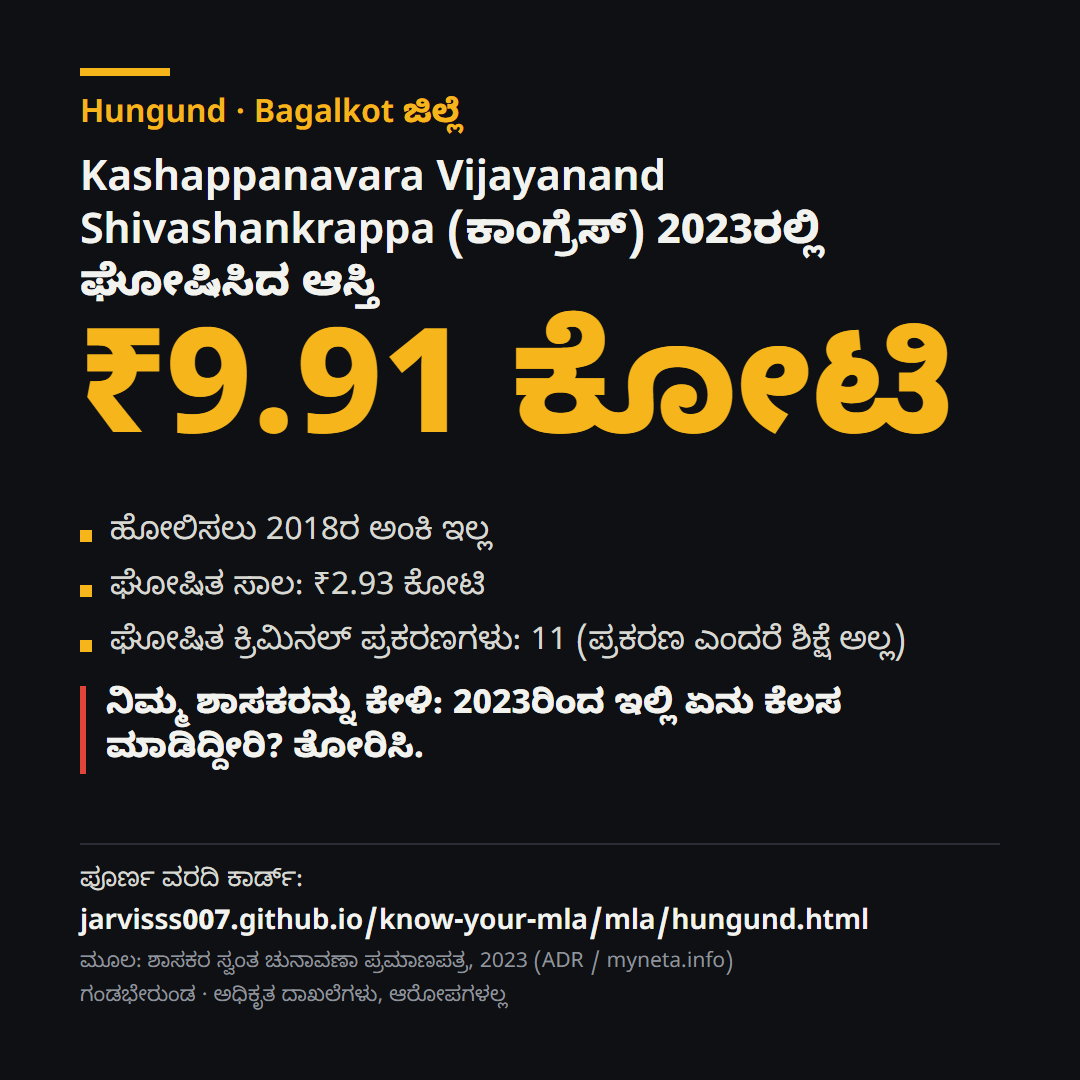 Hungund · Bagalkot ಜಿಲ್ಲೆ
Kashappanavara Vijayanand
Shivashankrappa (ಕಾಂಗ್ರೆಸ್) 2023ರಲ್ಲಿ
ಘೋಷಿಸಿದ ಆಸ್ತಿ
₹9.91 ಕೋಟಿ
ಹೋಲಿಸಲು 2018ರ ಅಂಕಿ ಇಲ್ಲ
ಘೋಷಿತ ಸಾಲ: ₹2.93 ಕೋಟಿ
ಘೋಷಿತ ಕ್ರಿಮಿನಲ್ ಪ್ರಕರಣಗಳು: 11 (ಪ್ರಕರಣ ಎಂದರೆ ಶಿಕ್ಷೆ ಅಲ್ಲ)
ನಿಮ್ಮ ಶಾಸಕರನ್ನು ಕೇಳಿ: 2023ರಿಂದ ಇಲ್ಲಿ ಏನು ಕೆಲಸ
ಮಾಡಿದ್ದೀರಿ? ತೋರಿಸಿ.
ಪೂರ್ಣ ವರದಿ ಕಾರ್ಡ್:
jarvisss007.github.io/know-your-mla/mla/hungund.html
ಮೂಲ: ಶಾಸಕರ ಸ್ವಂತ ಚುನಾವಣಾ ಪ್ರಮಾಣಪತ್ರ, 2023 (ADR / myneta.info)
ಗಂಡಭೇರುಂಡ · ಅಧಿಕೃತ ದಾಖಲೆಗಳು, ಆರೋಪಗಳಲ್ಲ